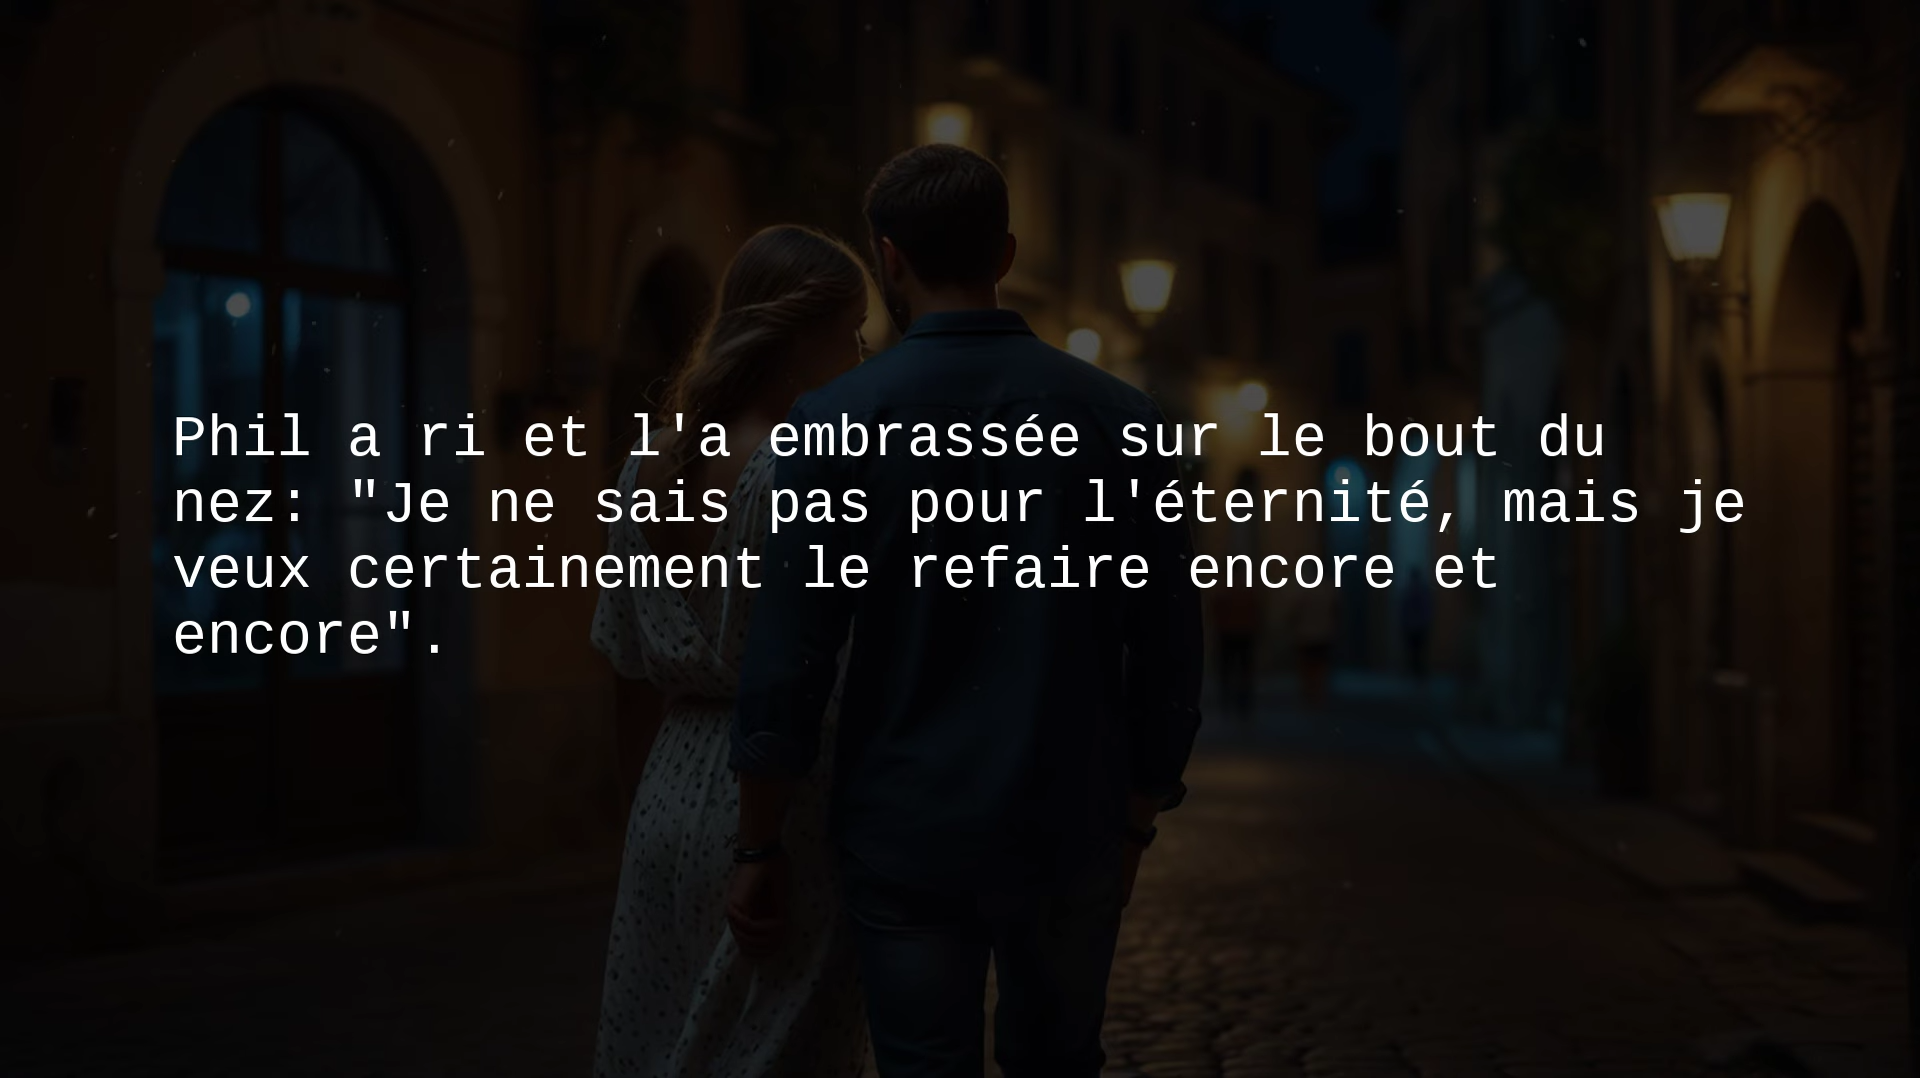 Phil a ri et l'a embrassée sur le bout du
nez: "Je ne sais pas pour l'éternité, mais je
veux certainement le refaire encore et
encore".